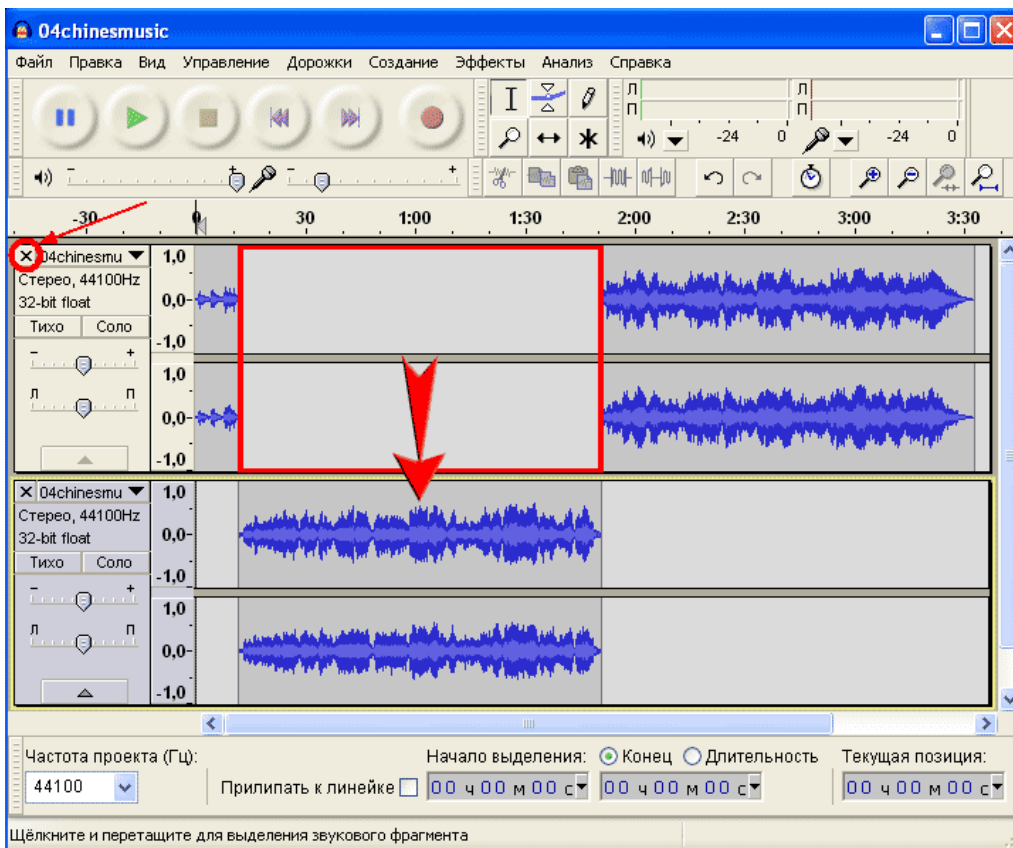 04chinesmusic
Файл Правка Вид Управление Дорожки Создание Эффекты Анализ Справка
Л
П
-24 0
Л
П
-24 0
- +
- +
-30 0 30 1:00 1:30 2:00 2:30 3:00 3:30
04chinesmu
Стерео, 44100Hz
32-bit float
Тихо Соло
- +
Л П
1,0
0,0-
-1,0
1,0
0,0-
-1,0
04chinesmu
Стерео, 44100Hz
32-bit float
Тихо Соло
- +
Л П
1,0
0,0-
-1,0
1,0
0,0-
-1,0
Частота проекта (Гц):
44100
Прилипать к линейке
Начало выделения: Конец Длительность
00 ч 00 м 00 с 00 ч 00 м 00 с
Текущая позиция:
00 ч 00 м 00 с
Щёлкните и перетащите для выделения звукового фрагмента